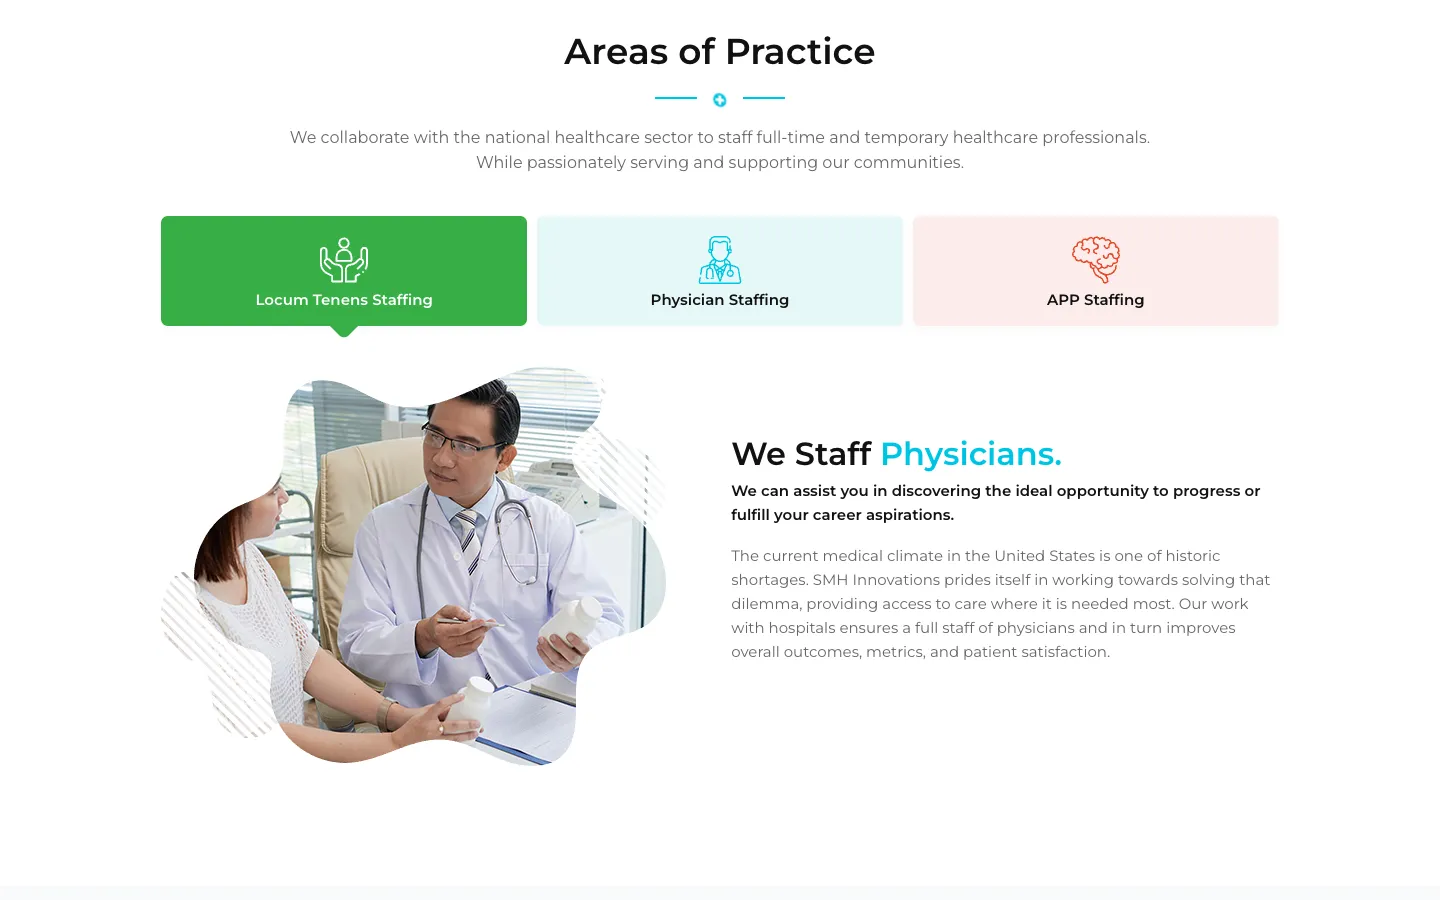 Areas of Practice
We collaborate with the national healthcare sector to staff full-time and temporary healthcare professionals.
While passionately serving and supporting our communities.
Locum Tenens Staffing
Physician Staffing
APP Staffing
We Staff Physicians.
We can assist you in discovering the ideal opportunity to progress or
fulfill your career aspirations.
The current medical climate in the United States is one of historic
shortages. SMH Innovations prides itself in working towards solving that
dilemma, providing access to care where it is needed most. Our work
with hospitals ensures a full staff of physicians and in turn improves
overall outcomes, metrics, and patient satisfaction.